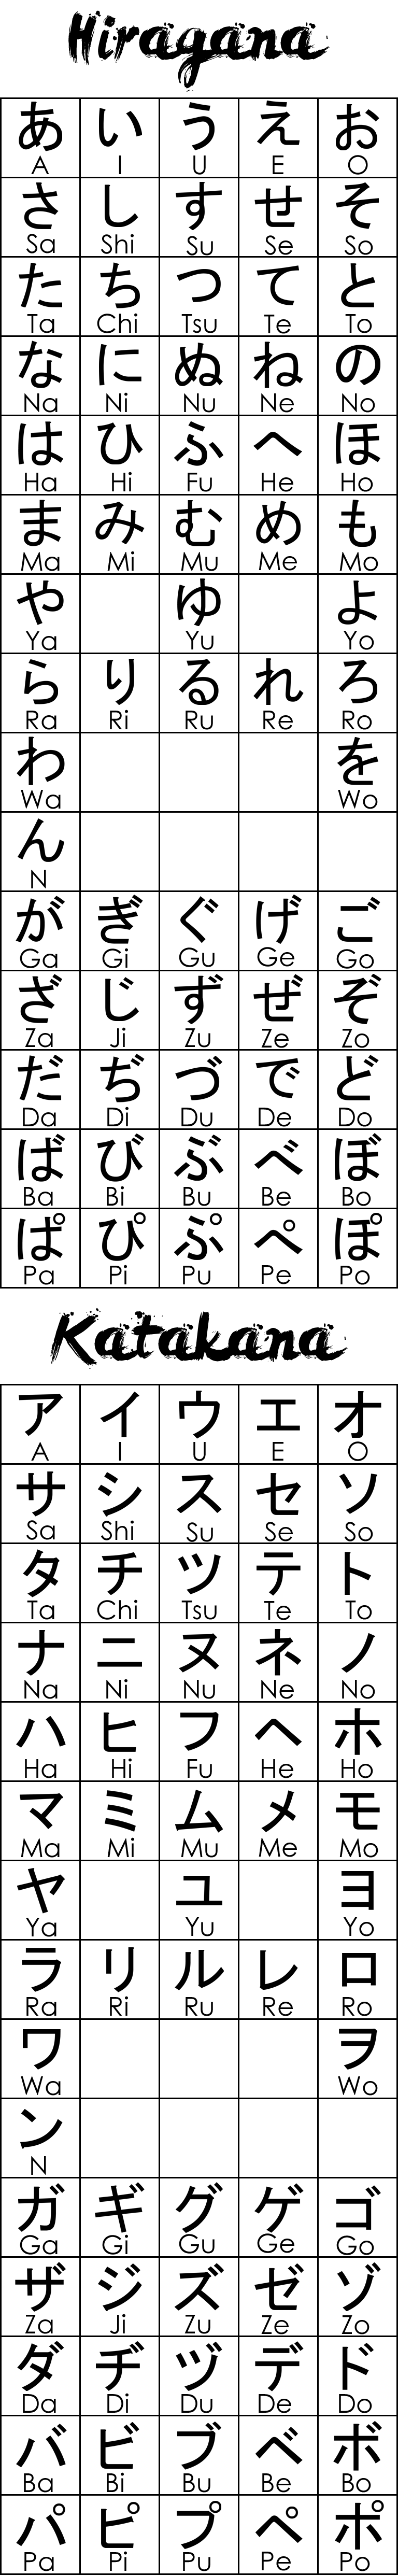 Hiragana
あ い う え お
A I U E O
さ し す せ そ
Sa Shi Su Se So
た ち つ て と
Ta Chi Tsu Te To
な に ぬ ね の
Na Ni Nu Ne No
は ひ ふ へ ほ
Ha Hi Fu He Ho
ま み む め も
Ma Mi Mu Me Mo
や ゆ よ
Ya Yu Yo
ら り る れ ろ
Ra Ri Ru Re Ro
わ を
Wa Wo
ん
N
が ぎ ぐ げ ご
Ga Gi Gu Ge Go
ざ じ ず ぜ ぞ
Za Ji Zu Ze Zo
だ ぢ づ で ど
Da Di Du De Do
ば び ぶ べ ぼ
Ba Bi Bu Be Bo
ぱ ぴ ぷ ぺ ぽ
Pa Pi Pu Pe Po
Katakana
ア イ ウ エ オ
A I U E O
サ シ ス セ ソ
Sa Shi Su Se So
タ チ ツ テ ト
Ta Chi Tsu Te To
ナ ニ ヌ ネ ノ
Na Ni Nu Ne No
ハ ヒ フ ヘ ホ
Ha Hi Fu He Ho
マ ミ ム メ モ
Ma Mi Mu Me Mo
ヤ ユ ヨ
Ya Yu Yo
ラ リ ル レ ロ
Ra Ri Ru Re Ro
ワ ヲ
Wa Wo
ン
N
ガ ギ グ ゲ ゴ
Ga Gi Gu Ge Go
ザ ジ ズ ゼ ゾ
Za Ji Zu Ze Zo
ダ ヂ ヅ デ ド
Da Di Du De Do
バ ビ ブ ベ ボ
Ba Bi Bu Be Bo
パ ピ プ ペ ポ
Pa Pi Pu Pe Po